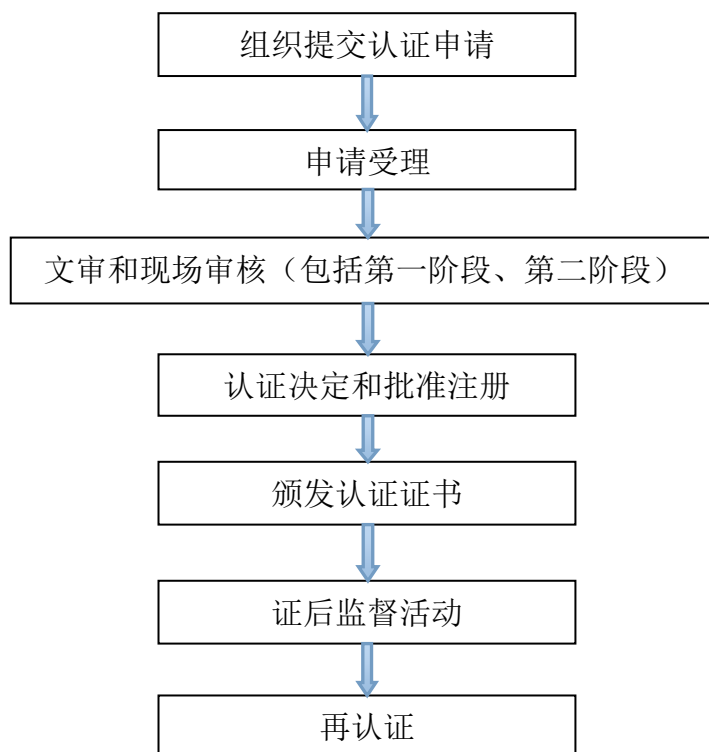 组织提交认证申请
申请受理
文审和现场审核（包括第一阶段、第二阶段）
认证决定和批准注册
颁发认证证书
证后监督活动
再认证